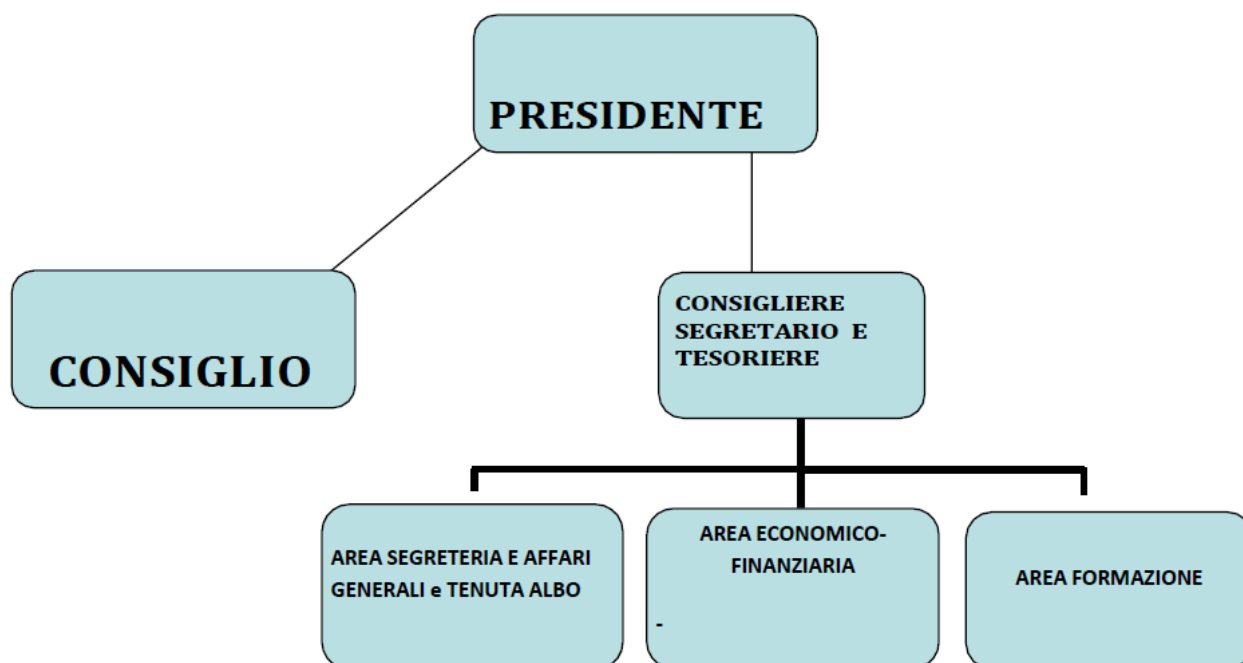 PRESIDENTE
CONSIGLIO
CONSIGLIERE
SEGRETARIO E
TESORIERE
AREA SEGRETERIA E AFFARI
GENERALI e TENUTA ALBO
AREA ECONOMICO-
FINANZIARIA
-
AREA FORMAZIONE